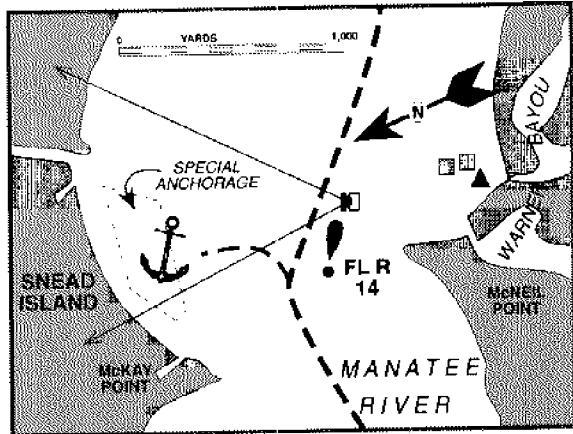 0 YARDS 1,000
N
BAYOU
SPECIAL
ANCHORAGE
WARNER
FL R
14
SNEAD
ISLAND
McNEIL
POINT
McKAY
POINT
MANATEE
RIVER